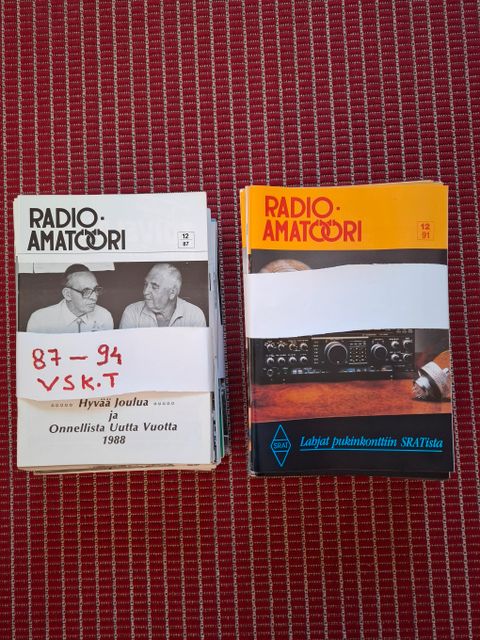 RADIO-
AMATÖÖRI
12
87
87 - 94
VSK.T
***** Hyvää Joulua *****
ja
Onnellista Uutta Vuotta
1988
RADIO-
AMATÖÖRI
12
91
SRAT
Lahjat pukinkonttiin SRATista